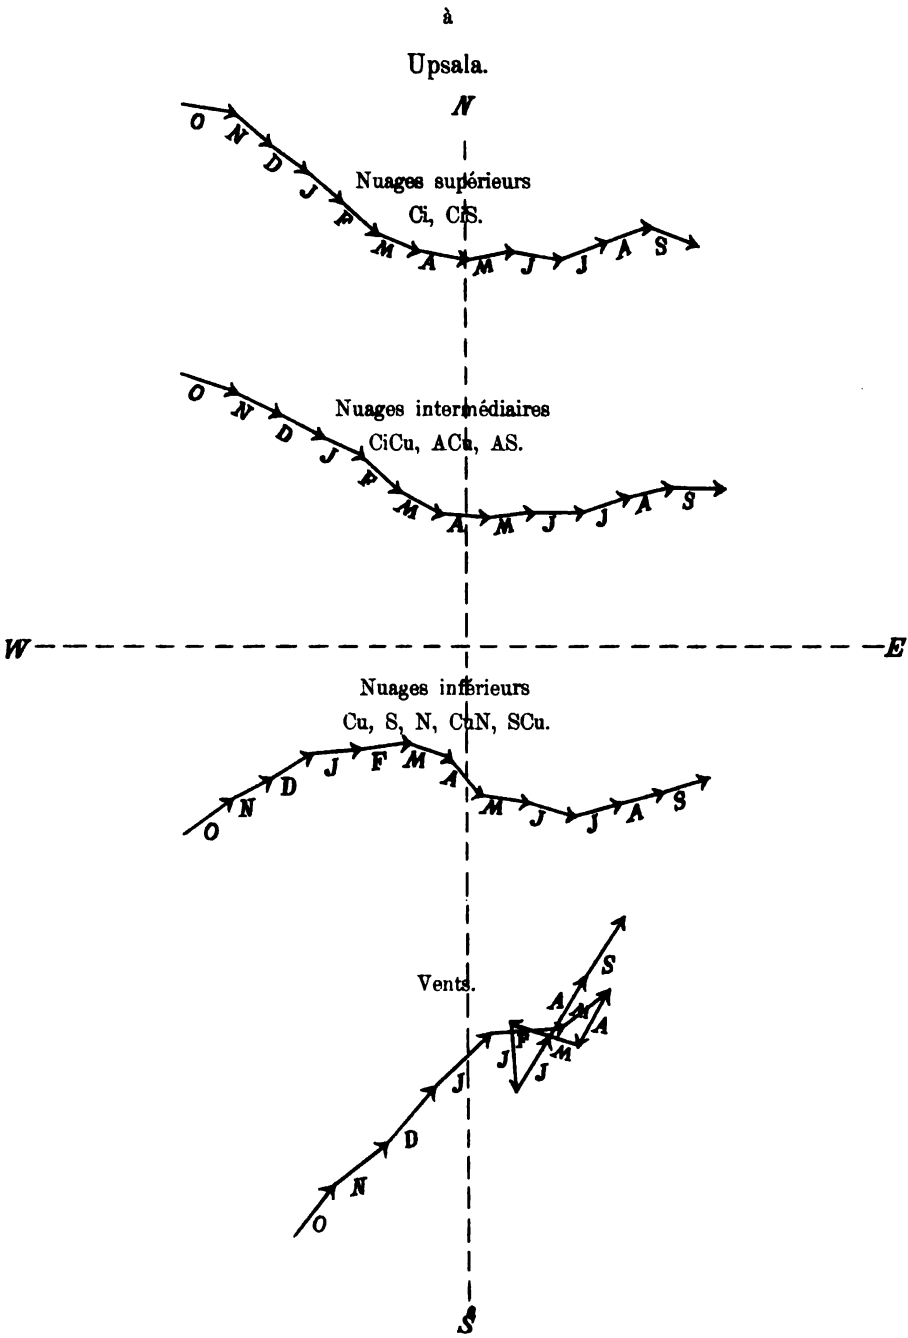 à
Upsala.
N
O N D J F M A M J J A S
Nuages supérieurs
Ci, CiS.
O N D J F M A M J J A S
Nuages intermédiaires
CiCu, ACu, AS.
W E
Nuages inférieurs
Cu, S, N, CuN, SCu.
O N D J F M A M J J A S
Vents.
O N D J F M A M J J A S
S